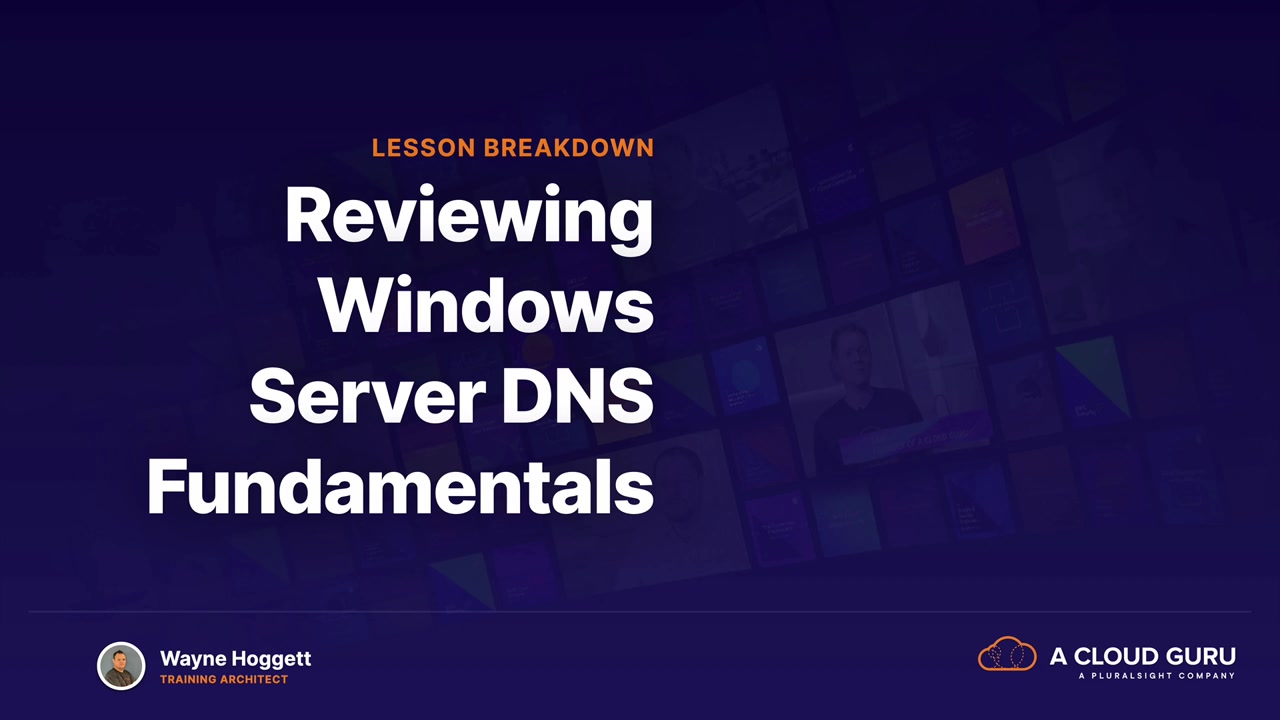 LESSON BREAKDOWN
Reviewing
Windows
Server DNS
Fundamentals
Wayne Hoggett
TRAINING ARCHITECT
A CLOUD GURU
A PLURALSIGHT COMPANY